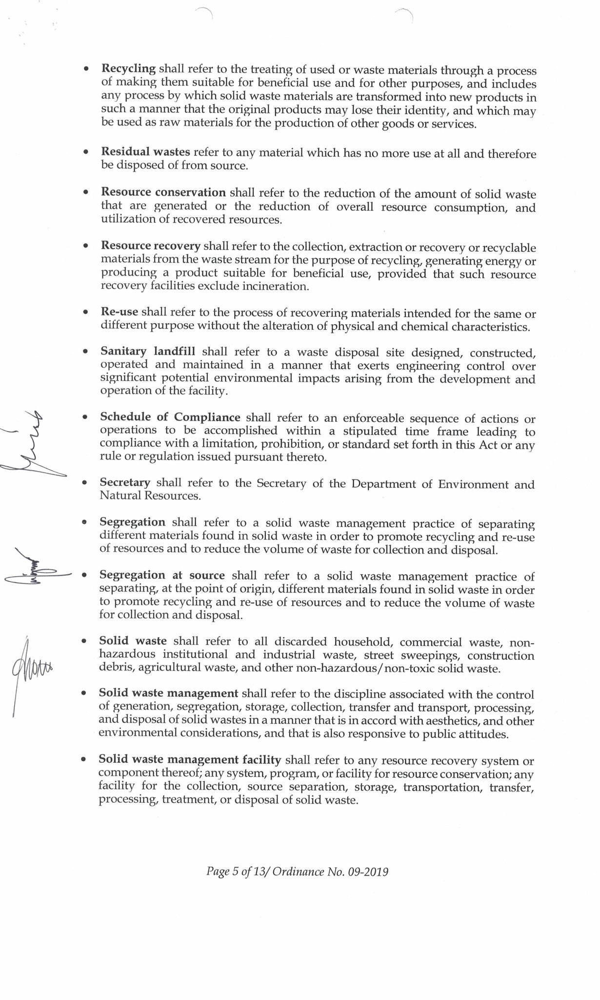 • Recycling shall refer to the treating of used or waste materials through a process
of making them suitable for beneficial use and for other purposes, and includes
any process by which solid waste materials are transformed into new products in
such a manner that the original products may lose their identity, and which may
be used as raw materials for the production of other goods or services.
• Residual wastes refer to any material which has no more use at all and therefore
be disposed of from source.
• Resource conservation shall refer to the reduction of the amount of solid waste
that are generated or the reduction of overall resource consumption, and
utilization of recovered resources.
• Resource recovery shall refer to the collection, extraction or recovery or recyclable
materials from the waste stream for the purpose of recycling, generating energy or
producing a product suitable for beneficial use, provided that such resource
recovery facilities exclude incineration.
• Re-use shall refer to the process of recovering materials intended for the same or
different purpose without the alteration of physical and chemical characteristics.
• Sanitary landfill shall refer to a waste disposal site designed, constructed,
operated and maintained in a manner that exerts engineering control over
significant potential environmental impacts arising from the development and
operation of the facility.
• Schedule of Compliance shall refer to an enforceable sequence of actions or
operations to be accomplished within a stipulated time frame leading to
compliance with a limitation, prohibition, or standard set forth in this Act or any
rule or regulation issued pursuant thereto.
• Secretary shall refer to the Secretary of the Department of Environment and
Natural Resources.
• Segregation shall refer to a solid waste management practice of separating
different materials found in solid waste in order to promote recycling and re-use
of resources and to reduce the volume of waste for collection and disposal.
• Segregation at source shall refer to a solid waste management practice of
separating, at the point of origin, different materials found in solid waste in order
to promote recycling and re-use of resources and to reduce the volume of waste
for collection and disposal.
• Solid waste shall refer to all discarded household, commercial waste, non-
hazardous institutional and industrial waste, street sweepings, construction
debris, agricultural waste, and other non-hazardous/non-toxic solid waste.
• Solid waste management shall refer to the discipline associated with the control
of generation, segregation, storage, collection, transfer and transport, processing,
and disposal of solid wastes in a manner that is in accord with aesthetics, and other
environmental considerations, and that is also responsive to public attitudes.
• Solid waste management facility shall refer to any resource recovery system or
component thereof; any system, program, or facility for resource conservation; any
facility for the collection, source separation, storage, transportation, transfer,
processing, treatment, or disposal of solid waste.
Page 5 of 13/ Ordinance No. 09-2019